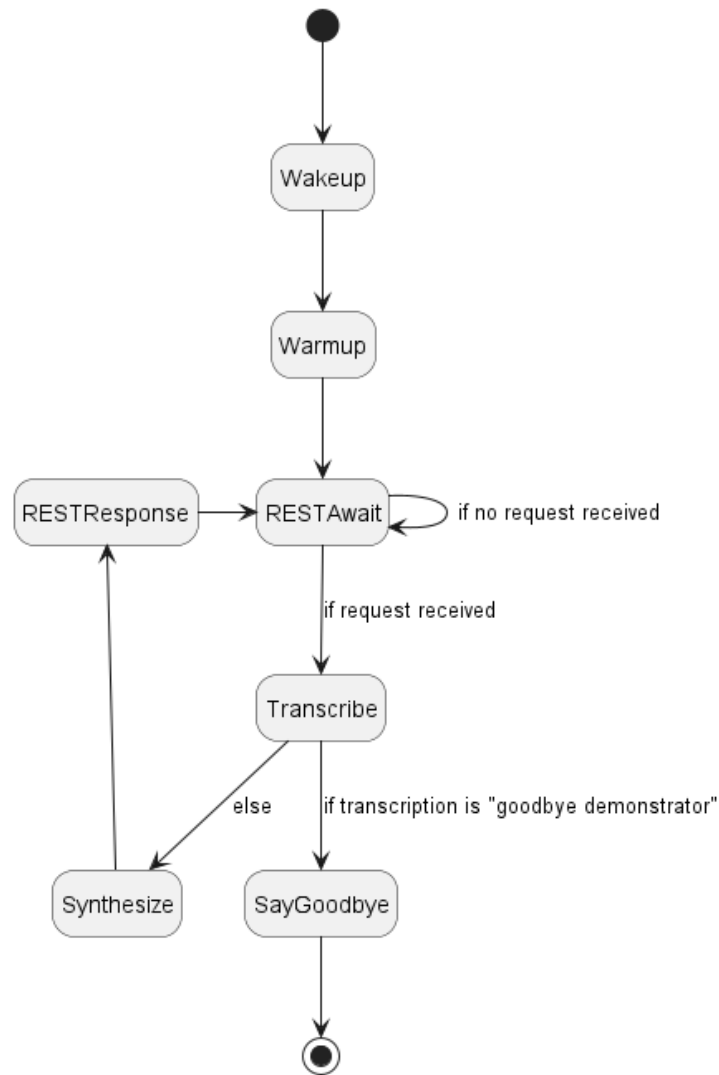 Wakeup
Warmup
RESTResponse
RESTAwait
if no request received
if request received
Transcribe
else
if transcription is "goodbye demonstrator"
Synthesize
SayGoodbye